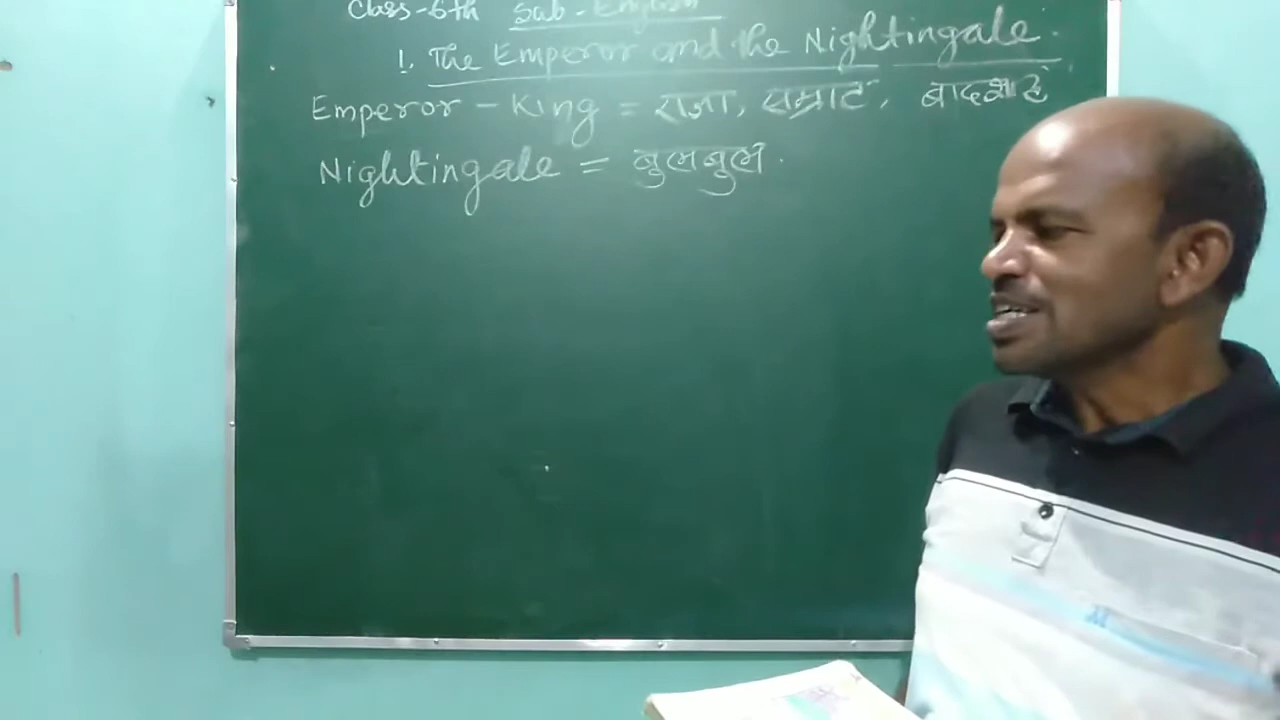 Class-6th Sub-English
1. The Emperor and the Nightingale.
Emperor - King = राजा, सम्राट, बादशाह
Nightingale = बुलबुल.